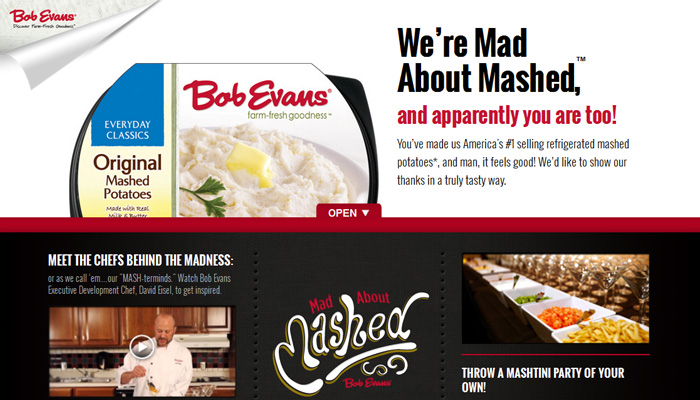 Bob Evans®
Discover Farm-Fresh Goodness™
We're Mad
About Mashed,™
and apparently you are too!
You've made us America's #1 selling refrigerated mashed
potatoes*, and man, it feels good! We'd like to show our
thanks in a truly tasty way.
Bob Evans®
farm-fresh goodness™
EVERYDAY
CLASSICS
Original
Mashed
Potatoes
Made with Real
Milk & Butter
OPEN ▼
MEET THE CHEFS BEHIND THE MADNESS:
or as we call 'em....our "MASH-terminds." Watch Bob Evans
Executive Development Chef, David Eisel, to get inspired.
Mad About
Mashed
Bob Evans
THROW A MASHTINI PARTY OF YOUR
OWN!